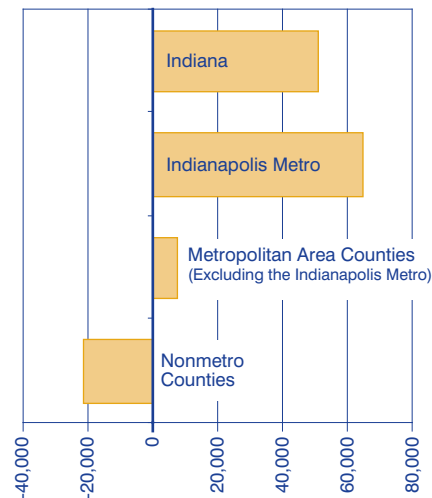 Indiana
Indianapolis Metro
Metropolitan Area Counties
(Excluding the Indianapolis Metro)
Nonmetro
Counties
-40,000
-20,000
0
20,000
40,000
60,000
80,000